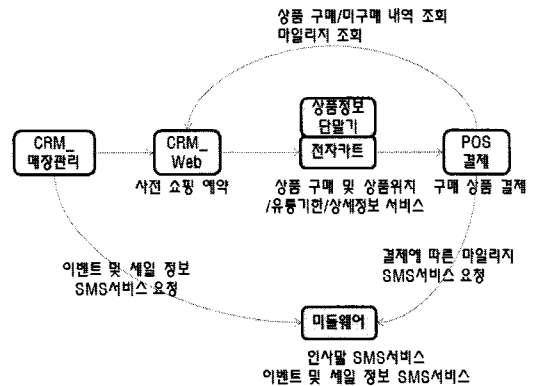 상품 구매/미구매 내역 조회
마일리지 조회
상품정보
단말기
CRM_
매장관리
CRM_
Web
전자카트
POS
결제
사전 쇼핑 예약
상품 구매 및 상품위치
/유통기한/상세정보 서비스
구매 상품 결제
이벤트 및 세일 정보
SMS서비스 요청
결제에 따른 마일리지
SMS서비스 요청
미들웨어
인사말 SMS서비스
이벤트 및 세일 정보 SMS서비스